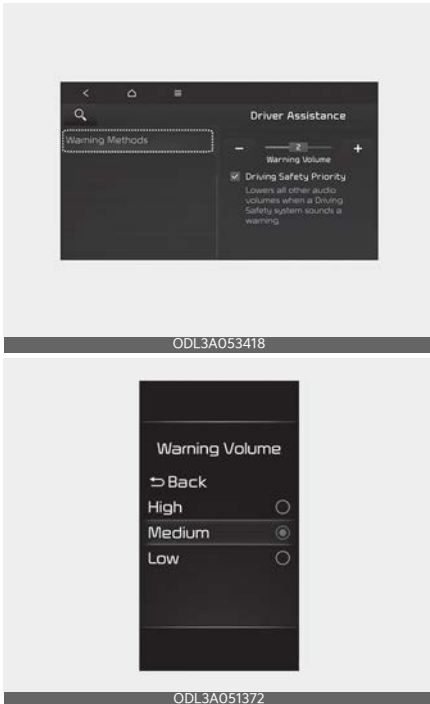 Driver Assistance
Warning Methods
2
Warning Volume
Driving Safety Priority
Lowers all other audio
volumes when a Driving
Safety system sounds a
warning.
ODL3A053418
Warning Volume
Back
High
Medium
Low
ODL3A051372